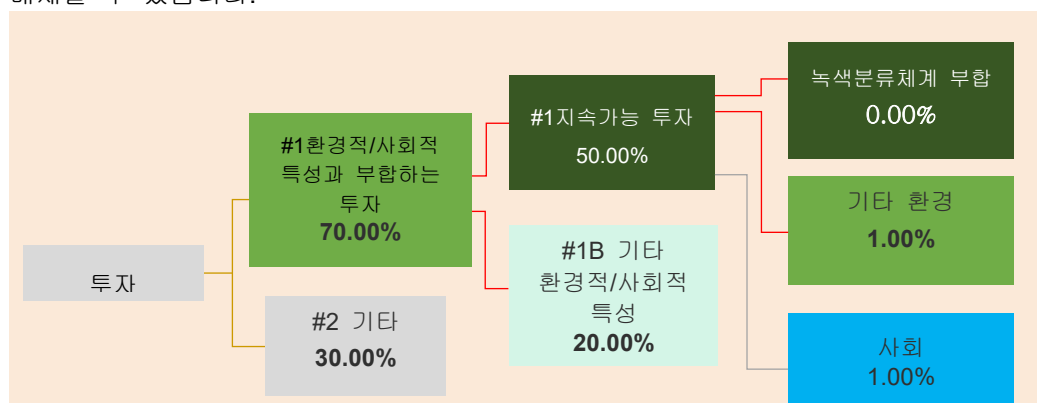 투자
#1환경적/사회적
특성과 부합하는
투자
70.00%
#2 기타
30.00%
#1지속가능 투자
50.00%
#1B 기타
환경적/사회적
특성
20.00%
녹색분류체계 부합
0.00%
기타 환경
1.00%
사회
1.00%